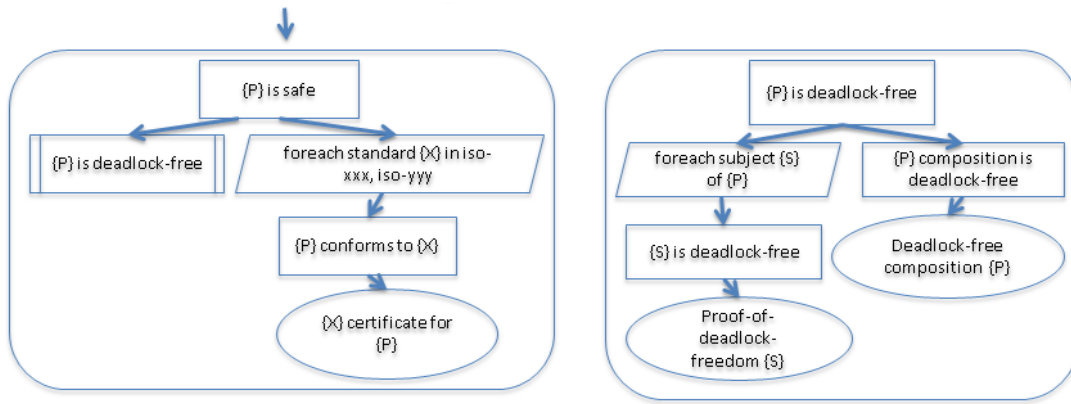 {P} is safe
{P} is deadlock-free
foreach standard {X} in iso-
xxx, iso-yyy
{P} conforms to {X}
{X} certificate for
{P}
{P} is deadlock-free
foreach subject {S}
of {P}
{P} composition is
deadlock-free
{S} is deadlock-free
Deadlock-free
composition {P}
Proof-of-
deadlock-
freedom {S}